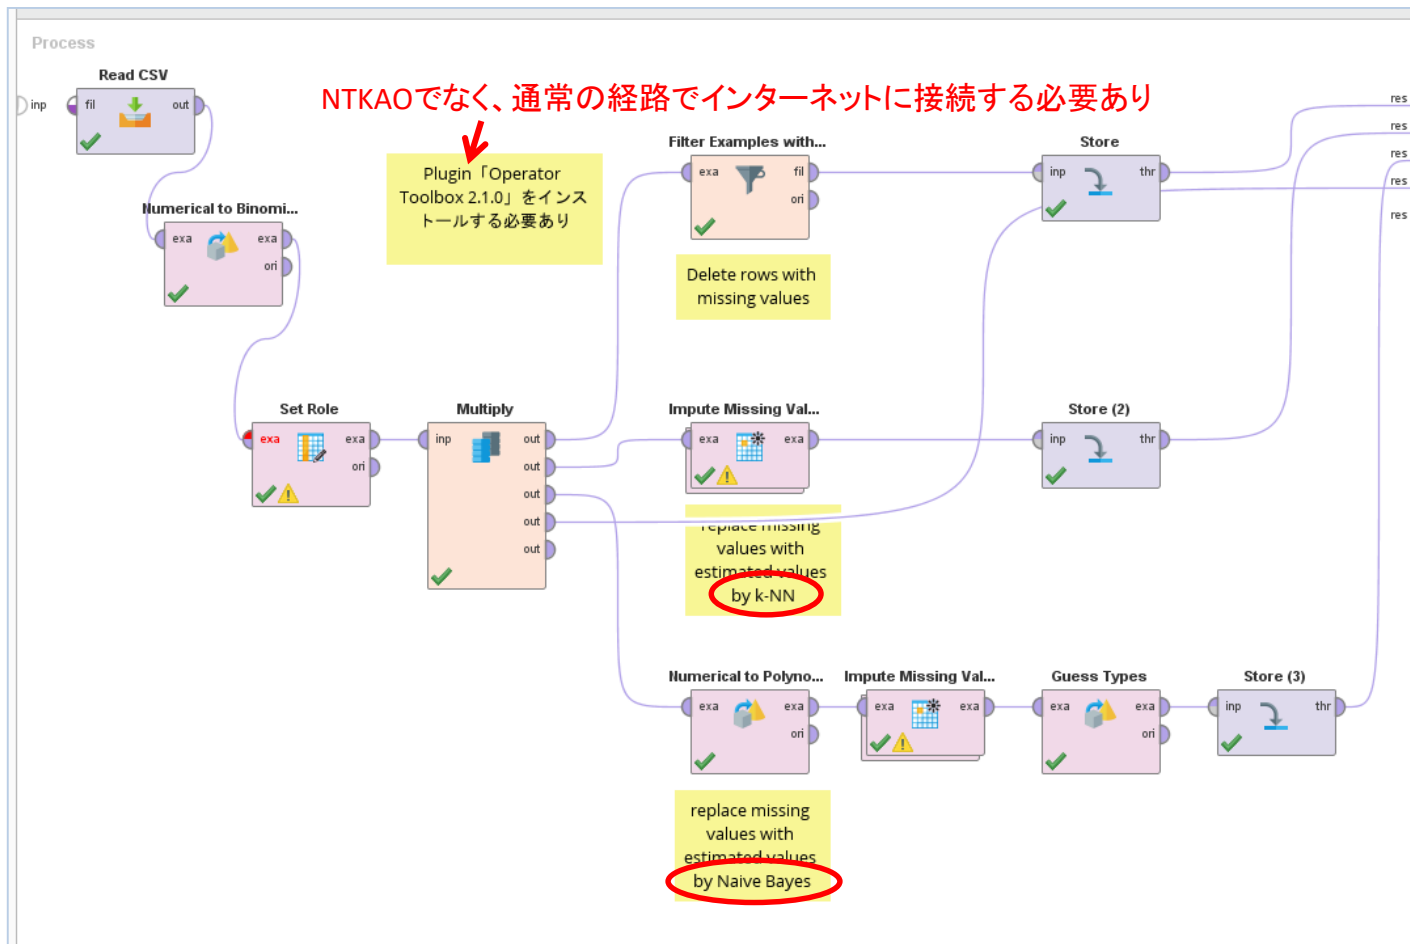 Process
Read CSV
inp
fil
out
NTKAOでなく、通常の経路でインターネットに接続する必要あり
Plugin「Operator
Toolbox 2.1.0」をインス
トールする必要あり
Numerical to Binomi...
exa
exa
ori
Filter Examples with...
exa
fil
ori
Delete rows with
missing values
Store
inp
thr
res
res
res
res
res
Set Role
exa
exa
ori
Multiply
inp
out
out
out
out
out
Impute Missing Val...
exa
exa
replace missing
values with
estimated values
by k-NN
Store (2)
inp
thr
Numerical to Polyno...
exa
exa
ori
replace missing
values with
estimated values
by Naive Bayes
Impute Missing Val...
exa
exa
Guess Types
exa
exa
ori
Store (3)
inp
thr